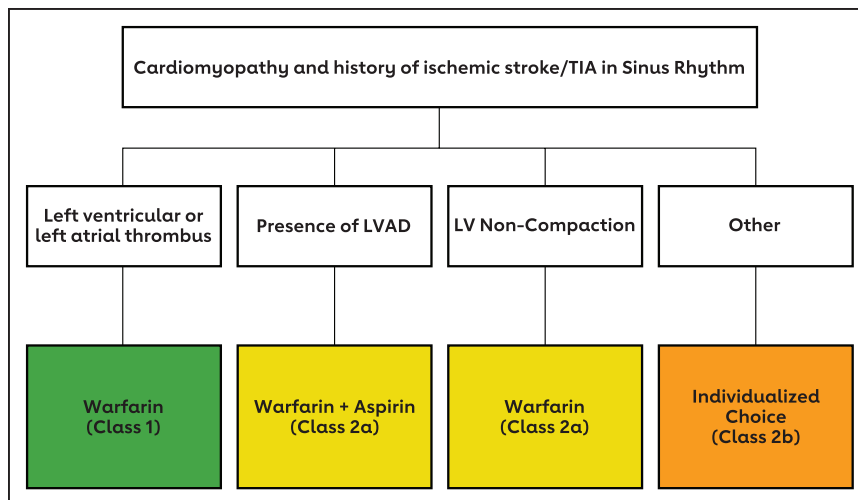 Cardiomyopathy and history of ischemic stroke/TIA in Sinus Rhythm
Left ventricular or
left atrial thrombus
Presence of LVAD
LV Non-Compaction
Other
Warfarin
(Class 1)
Warfarin + Aspirin
(Class 2a)
Warfarin
(Class 2a)
Individualized
Choice
(Class 2b)